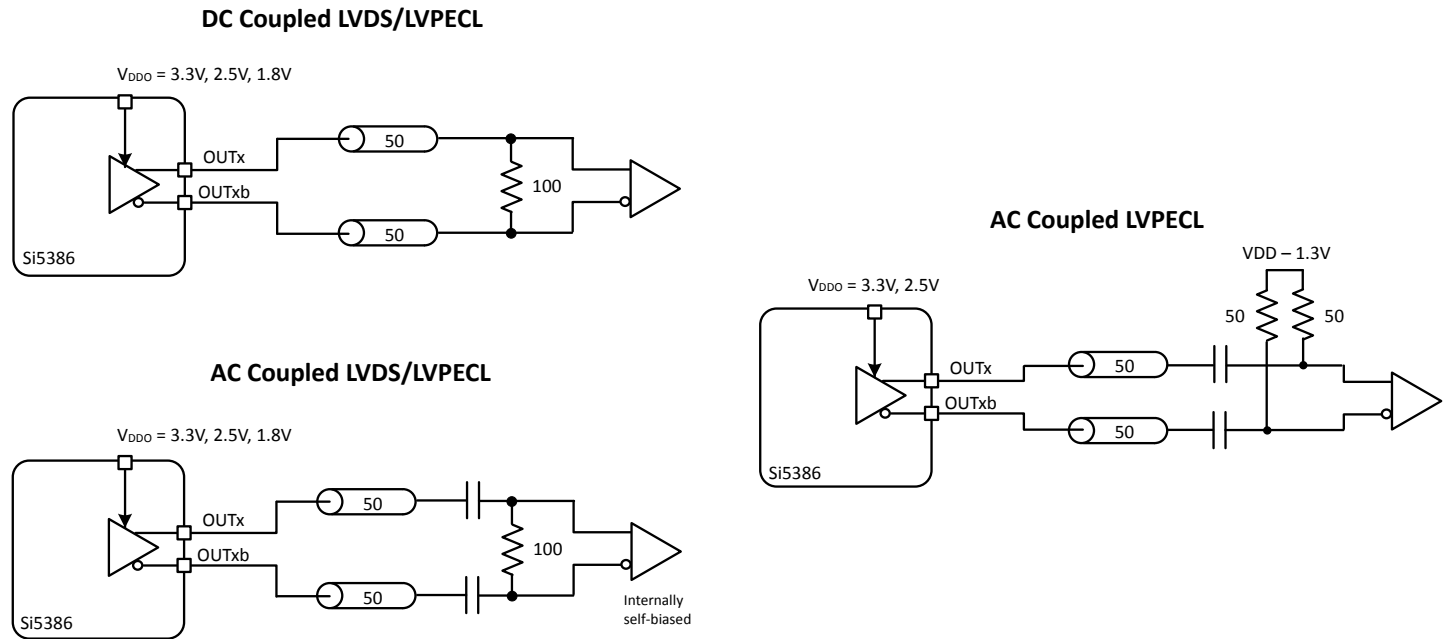 DC Coupled LVDS/LVPECL
VDDO = 3.3V, 2.5V, 1.8V
50
OUTx
OUTxb
100
50
Si5386
AC Coupled LVDS/LVPECL
VDDO = 3.3V, 2.5V, 1.8V
50
OUTx
100
OUTxb
50
Internally
self-biased
Si5386
AC Coupled LVPECL
VDD – 1.3V
VDDO = 3.3V, 2.5V
50
50
50
OUTx
OUTxb
50
Si5386